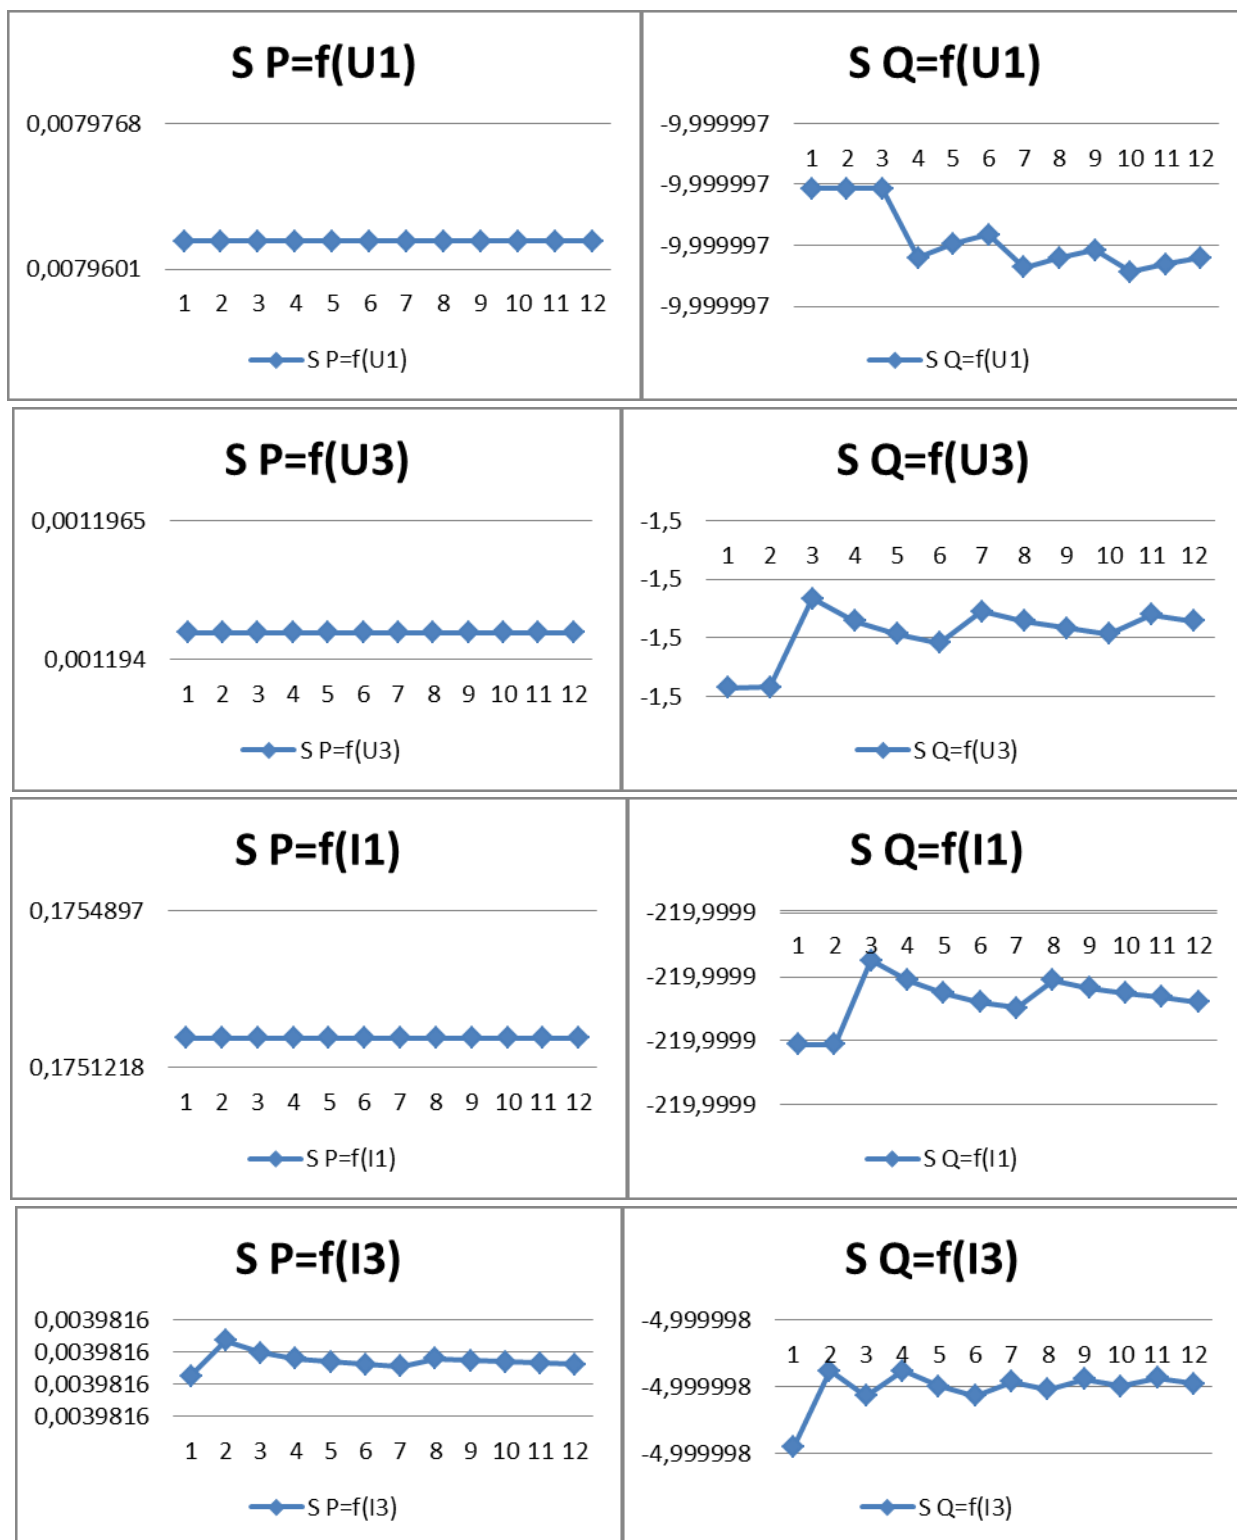 S P=f(U1)
0,0079768
0,0079601
1 2 3 4 5 6 7 8 9 10 11 12
S P=f(U1)
S Q=f(U1)
-9,999997
1 2 3 4 5 6 7 8 9 10 11 12
-9,999997
-9,999997
-9,999997
S Q=f(U1)
S P=f(U3)
0,0011965
0,001194
1 2 3 4 5 6 7 8 9 10 11 12
S P=f(U3)
S Q=f(U3)
-1,5
1 2 3 4 5 6 7 8 9 10 11 12
-1,5
-1,5
-1,5
S Q=f(U3)
S P=f(I1)
0,1754897
0,1751218
1 2 3 4 5 6 7 8 9 10 11 12
S P=f(I1)
S Q=f(I1)
-219,9999
1 2 3 4 5 6 7 8 9 10 11 12
-219,9999
-219,9999
-219,9999
S Q=f(I1)
S P=f(I3)
0,0039816
0,0039816
0,0039816
0,0039816
1 2 3 4 5 6 7 8 9 10 11 12
S P=f(I3)
S Q=f(I3)
-4,999998
1 2 3 4 5 6 7 8 9 10 11 12
-4,999998
-4,999998
S Q=f(I3)